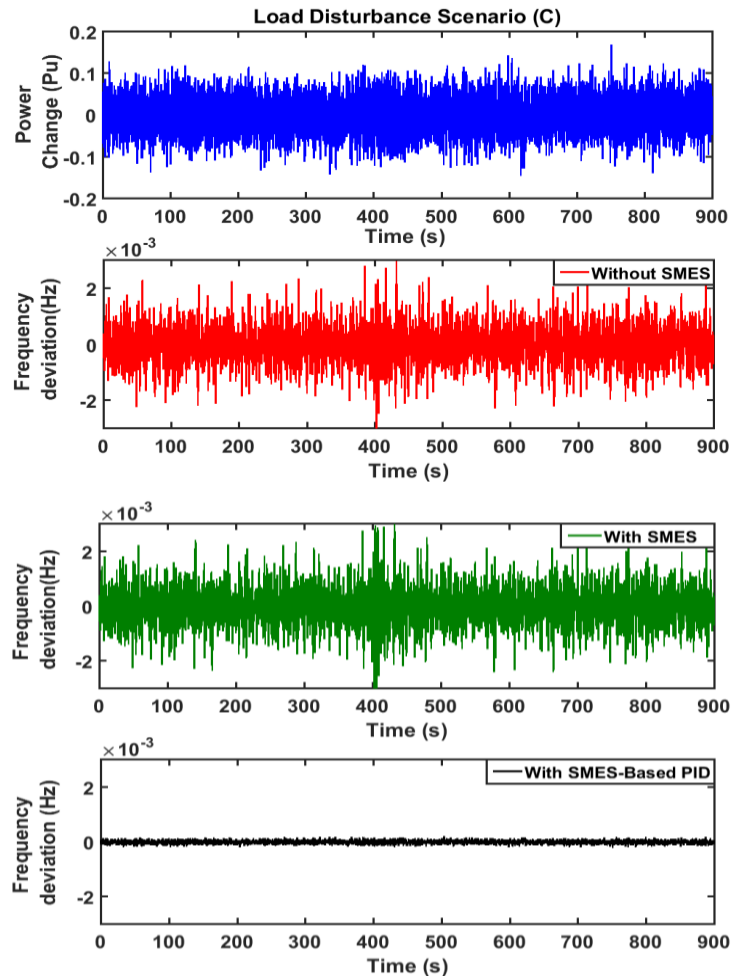 Load Disturbance Scenario (C)
Power
Change (Pu)
0.2
0.1
0
-0.1
-0.2
0 100 200 300 400 500 600 700 800 900
Time (s)
×10-3
Without SMES
Frequency
deviation(Hz)
2
0
-2
0 100 200 300 400 500 600 700 800 900
Time (s)
×10-3
With SMES
Frequency
deviation(Hz)
2
0
-2
0 100 200 300 400 500 600 700 800 900
Time (s)
×10-3
With SMES-Based PID
Frequency
deviation (Hz)
2
0
-2
0 100 200 300 400 500 600 700 800 900
Time (s)